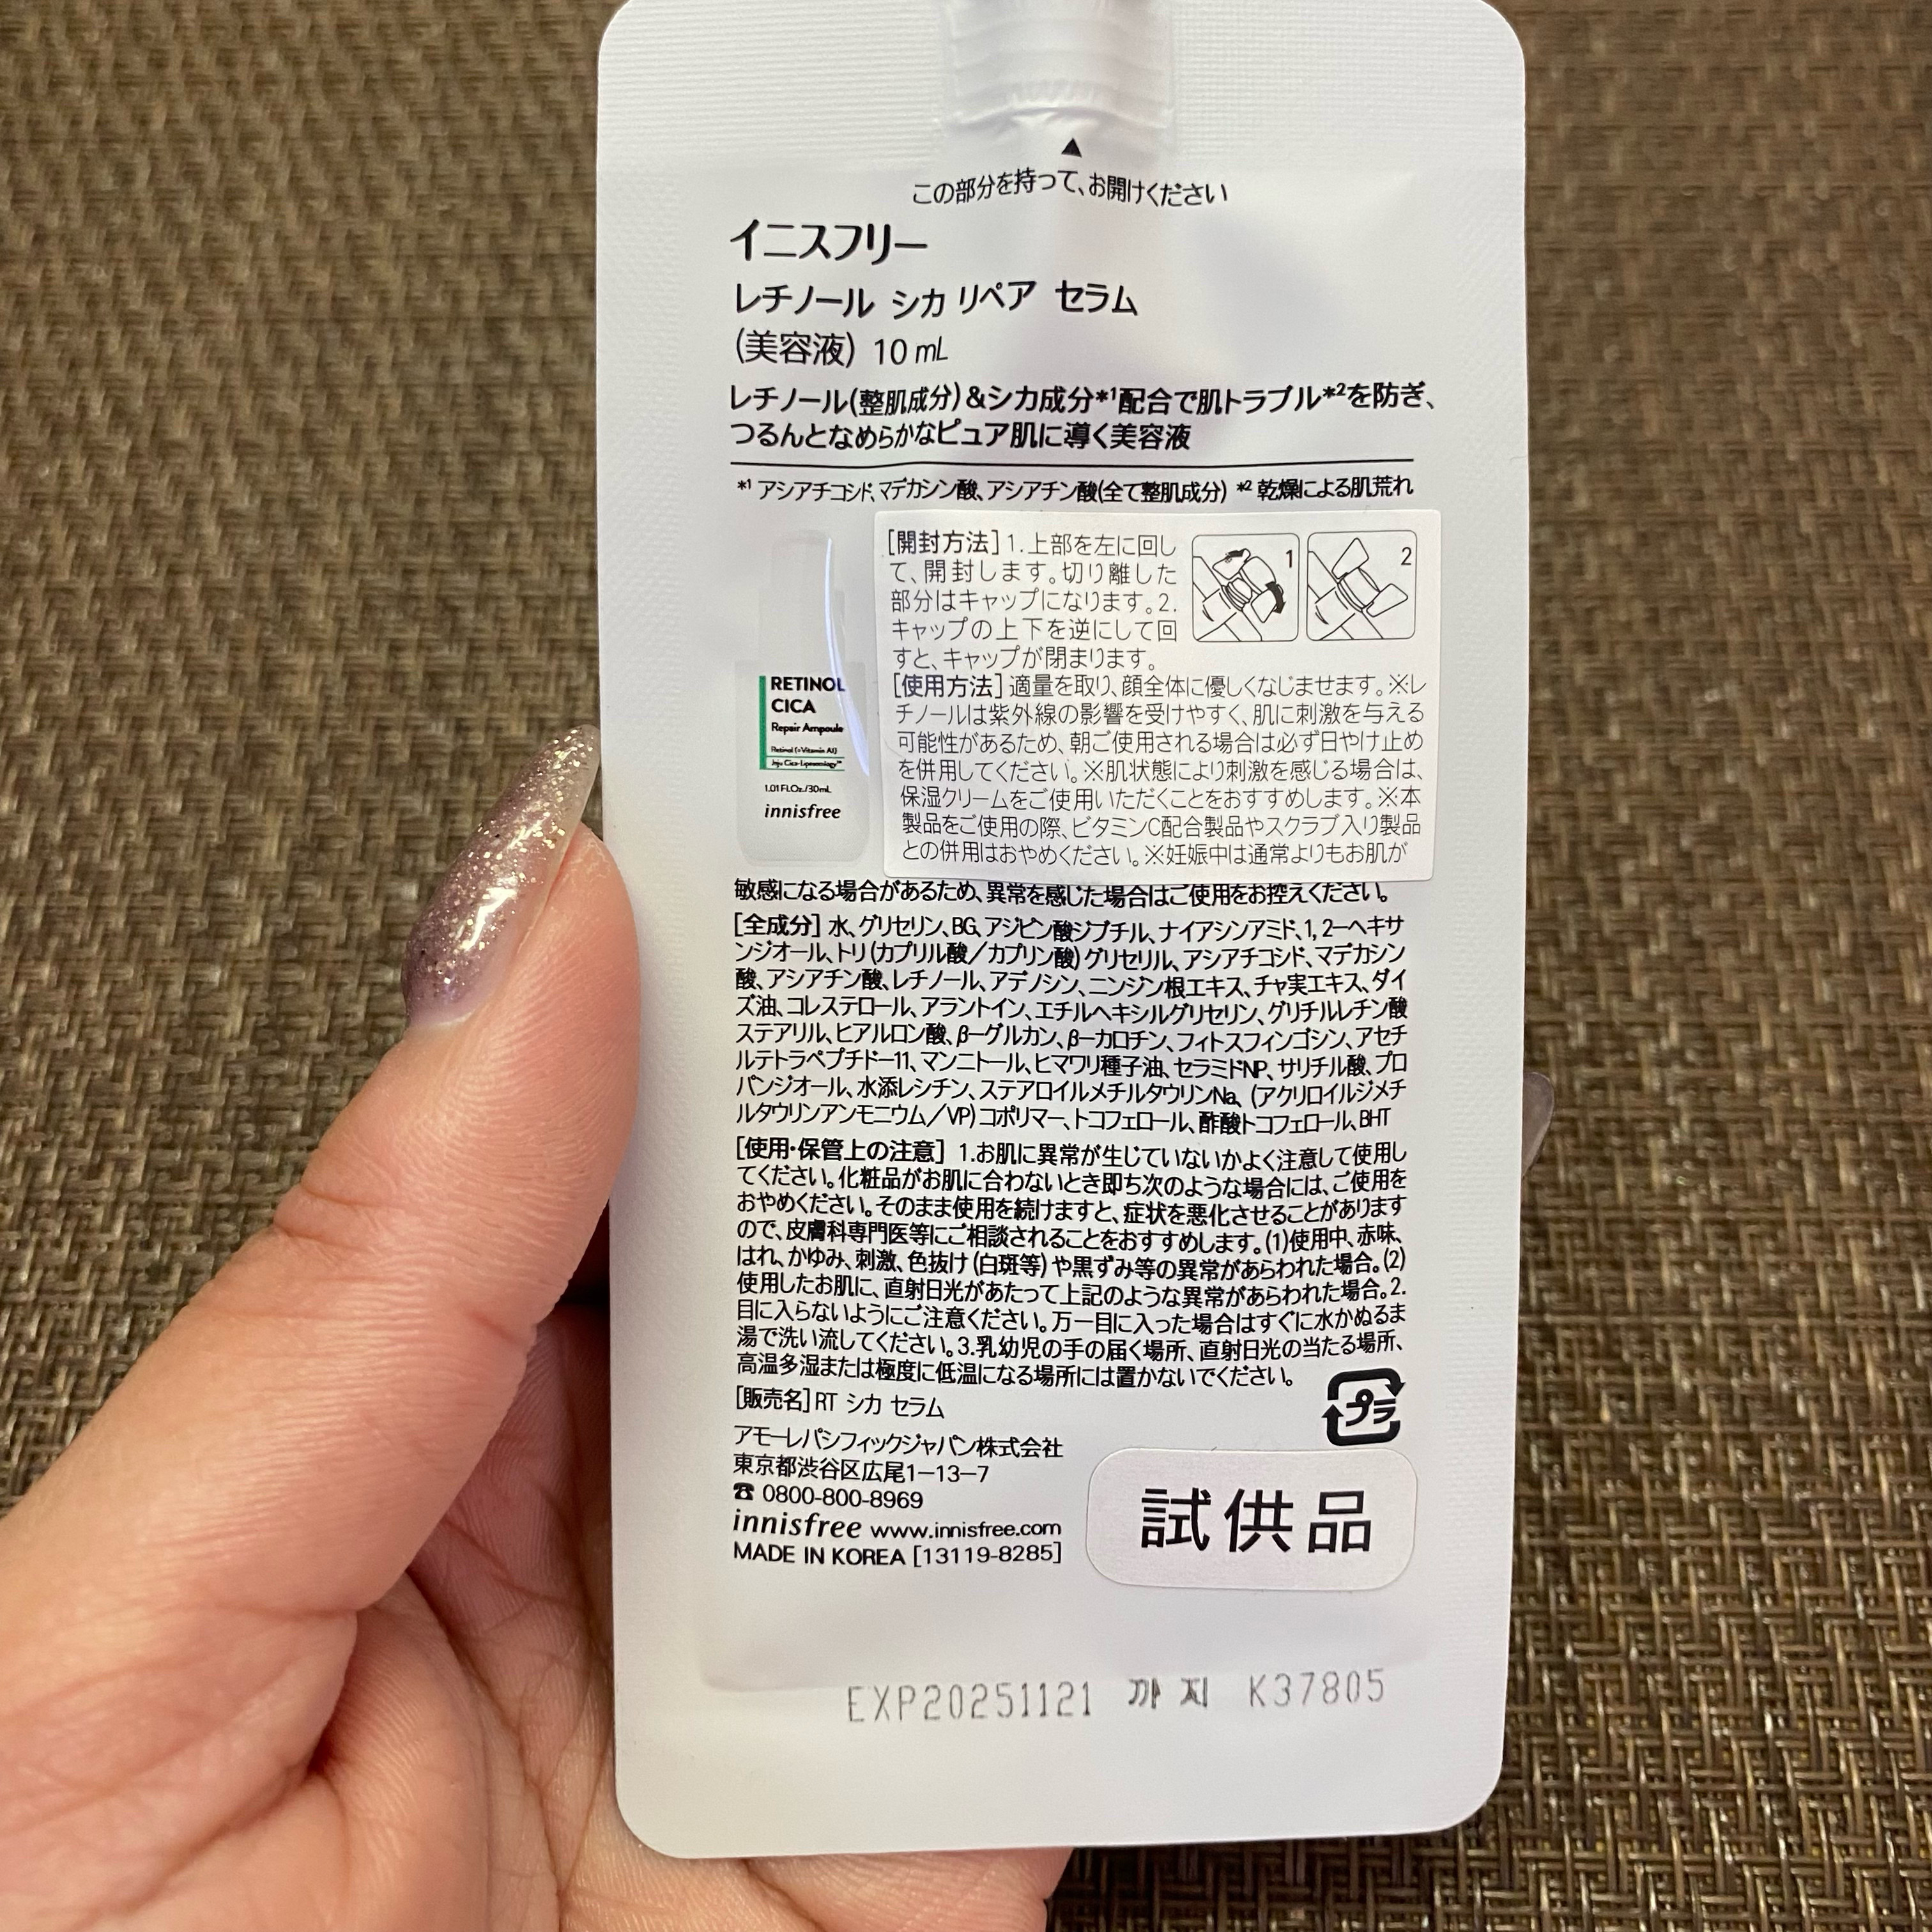 ▲
この部分を持って、お開けください
イニスフリー
レチノール シカ リペア セラム
(美容液) 10 mL
レチノール(整肌成分)&シカ成分*1配合で肌トラブル*2を防ぎ、
つるんとなめらかなピュア肌に導く美容液
*1 アシアチコシド、マデカシン酸、アシアチン酸(全て整肌成分) *2 乾燥による肌荒れ
RETINOL
CICA
Repair Ampoule
Retinol (=Vitamin A1)
Jeju Cica-Liposomology™
1.01 Fl.Oz./30mL
innisfree
[開封方法]1.上部を左に回し
て、開封します。切り離した
部分はキャップになります。2.
キャップの上下を逆にして回
すと、キャップが閉まります。
1
2
[使用方法]適量を取り、顔全体に優しくなじませます。※レ
チノールは紫外線の影響を受けやすく、肌に刺激を与える
可能性があるため、朝ご使用される場合は必ず日やけ止め
を併用してください。※肌状態により刺激を感じる場合は、
保湿クリームをご使用いただくことをおすすめします。※本
製品をご使用の際、ビタミンC配合製品やスクラブ入り製品
との併用はおやめください。※妊娠中は通常よりもお肌が
敏感になる場合があるため、異常を感じた場合はご使用をお控えください。
[全成分] 水、グリセリン、BG、アジピン酸ジブチル、ナイアシンアミド、1, 2-ヘキサ
ンジオール、トリ(カプリル酸/カプリン酸)グリセリル、アシアチコシド、マデカシン
酸、アシアチン酸、レチノール、アデノシン、ニンジン根エキス、チャ実エキス、ダイ
ズ油、コレステロール、アラントイン、エチルヘキシルグリセリン、グリチルレチン酸
ステアリル、ヒアルロン酸、β-グルカン、β-カロチン、フィトスフィンゴシン、アセチ
ルテトラペプチド-11、マンニトール、ヒマワリ種子油、セラミドNP、サリチル酸、プロ
パンジオール、水添レシチン、ステアロイルメチルタウリンNa、(アクリロイルジメチ
ルタウリンアンモニウム/VP)コポリマー、トコフェロール、酢酸トコフェロール、BHT
[使用・保管上の注意] 1.お肌に異常が生じていないかよく注意して使用し
てください。化粧品がお肌に合わないとき即ち次のような場合には、ご使用を
おやめください。そのまま使用を続けますと、症状を悪化させることがあります
ので、皮膚科専門医等にご相談されることをおすすめします。(1)使用中、赤味、
はれ、かゆみ、刺激、色抜け(白斑等)や黒ずみ等の異常があらわれた場合。(2)
使用したお肌に、直射日光があたって上記のような異常があらわれた場合。2.
目に入らないようにご注意ください。万一目に入った場合はすぐに水かぬるま
湯で洗い流してください。3.乳幼児の手の届く場所、直射日光の当たる場所、
高温多湿または極度に低温になる場所には置かないでください。
[販売名]RT シカ セラム
プラ
アモーレパシフィックジャパン株式会社
東京都渋谷区広尾1-13-7
☎ 0800-800-8969
innisfree www.innisfree.com
MADE IN KOREA [13119-8285]
試供品
EXP20251121 까지 K37805